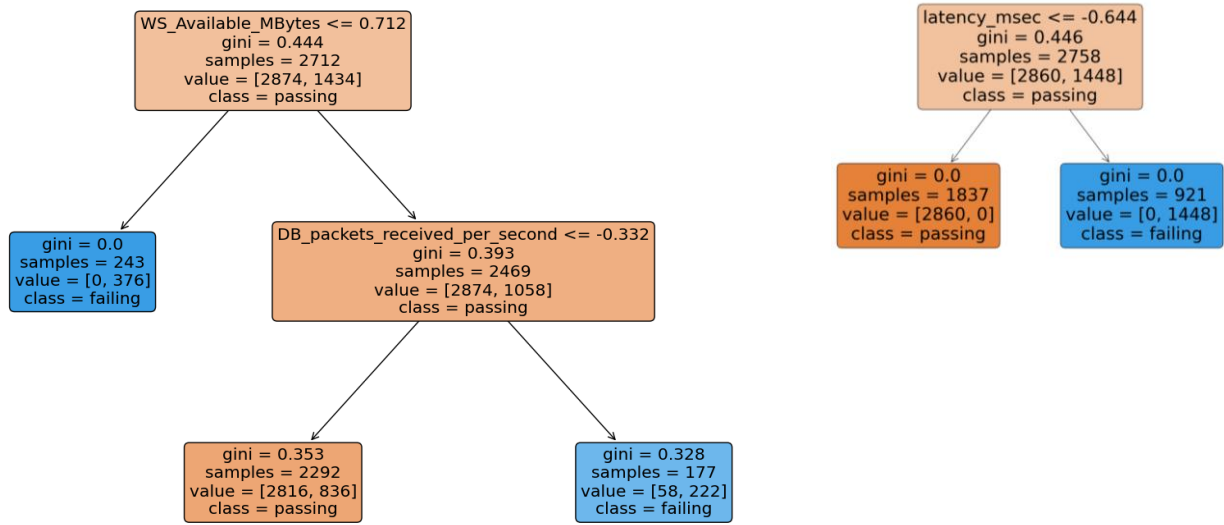 WS_Available_MBytes <= 0.712
gini = 0.444
samples = 2712
value = [2874, 1434]
class = passing
gini = 0.0
samples = 243
value = [0, 376]
class = failing
DB_packets_received_per_second <= -0.332
gini = 0.393
samples = 2469
value = [2874, 1058]
class = passing
gini = 0.353
samples = 2292
value = [2816, 836]
class = passing
gini = 0.328
samples = 177
value = [58, 222]
class = failing
latency_msec <= -0.644
gini = 0.446
samples = 2758
value = [2860, 1448]
class = passing
gini = 0.0
samples = 1837
value = [2860, 0]
class = passing
gini = 0.0
samples = 921
value = [0, 1448]
class = failing